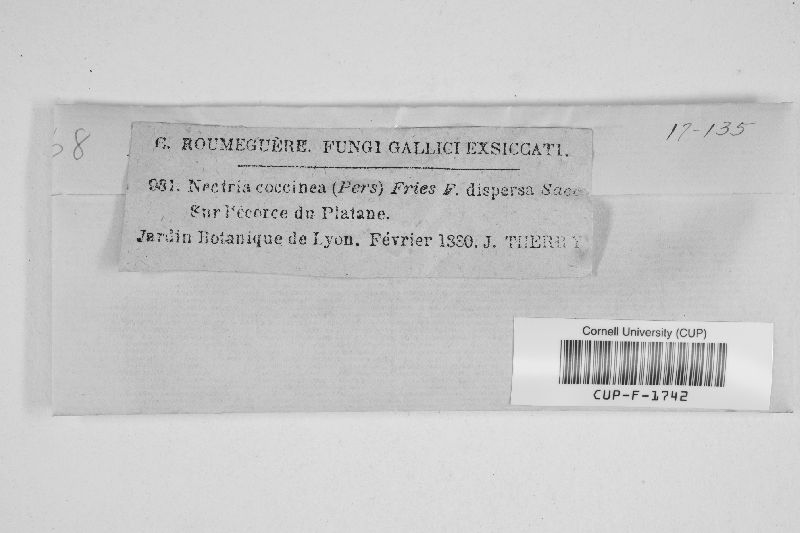 68
17-135
C. ROUMEGUÈRE. FUNGI GALLICI EXSICCATI.
981. Nectria coccinea (Pers) Fries F. dispersa Sacc
Sur l'écorce du Platane.
Jardin Botanique de Lyon. Février 1880. J. THERRY
Cornell University (CUP)
CUP-F-1742